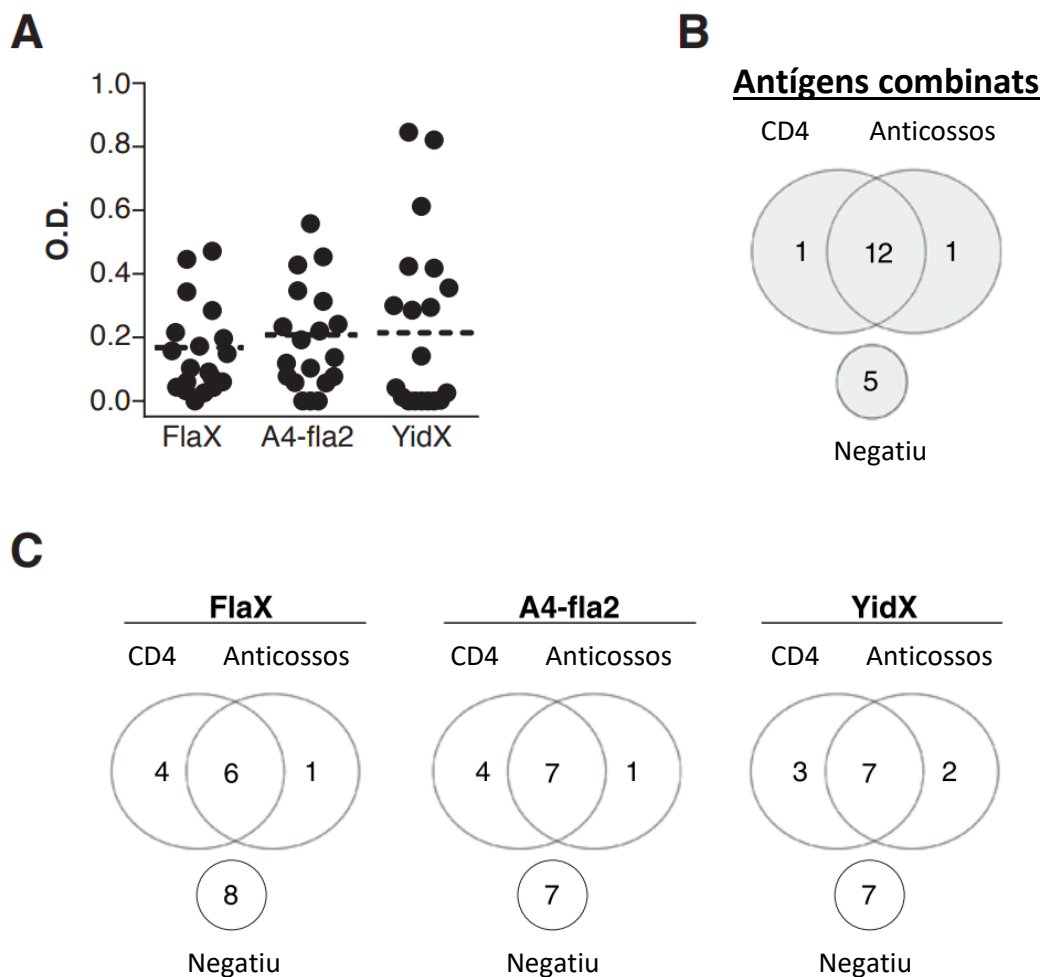 A
1.0
0.8
0.6
0.4
0.2
0.0
O.D.
FlaX A4-fla2 YidX
B
Antígens combinats
CD4 Anticossos
1 12 1
5
Negatiu
C
FlaX A4-fla2 YidX
CD4 Anticossos CD4 Anticossos CD4 Anticossos
4 6 1 4 7 1 3 7 2
8 7 7
Negatiu Negatiu Negatiu